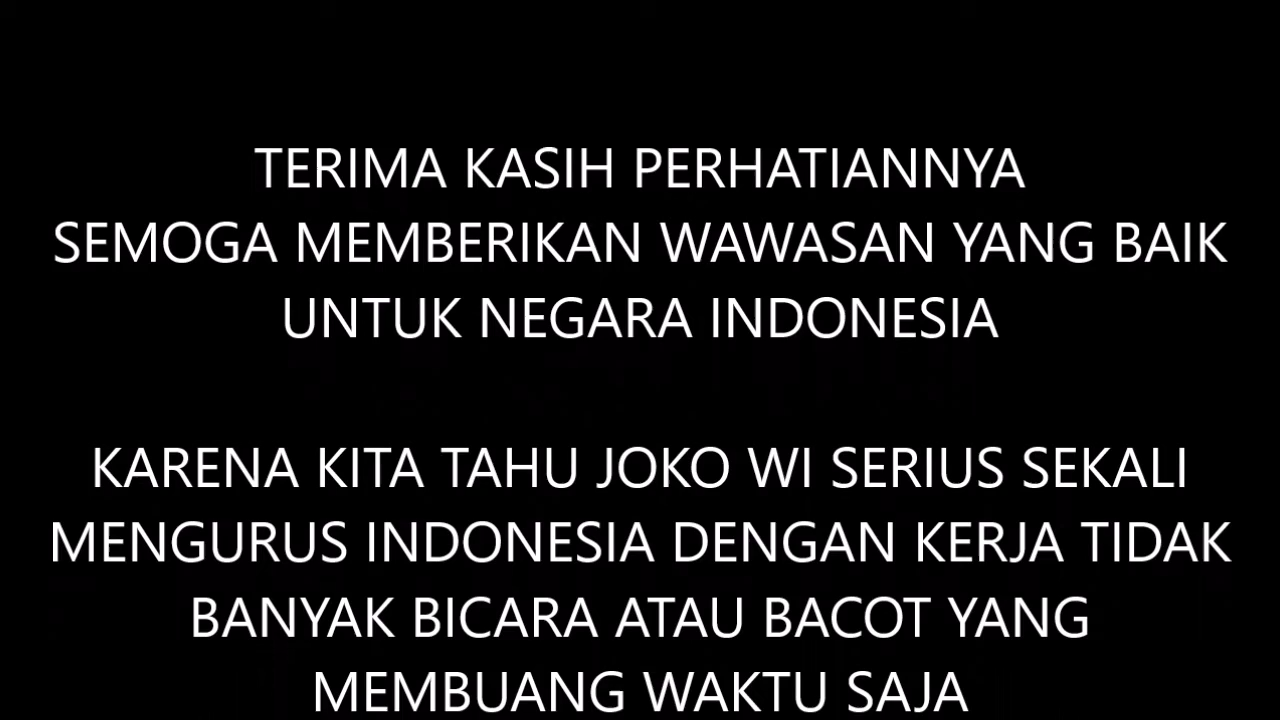 TERIMA KASIH PERHATIANNYA
SEMOGA MEMBERIKAN WAWASAN YANG BAIK
UNTUK NEGARA INDONESIA
KARENA KITA TAHU JOKO WI SERIUS SEKALI
MENGURUS INDONESIA DENGAN KERJA TIDAK
BANYAK BICARA ATAU BACOT YANG
MEMBUANG WAKTU SAJA